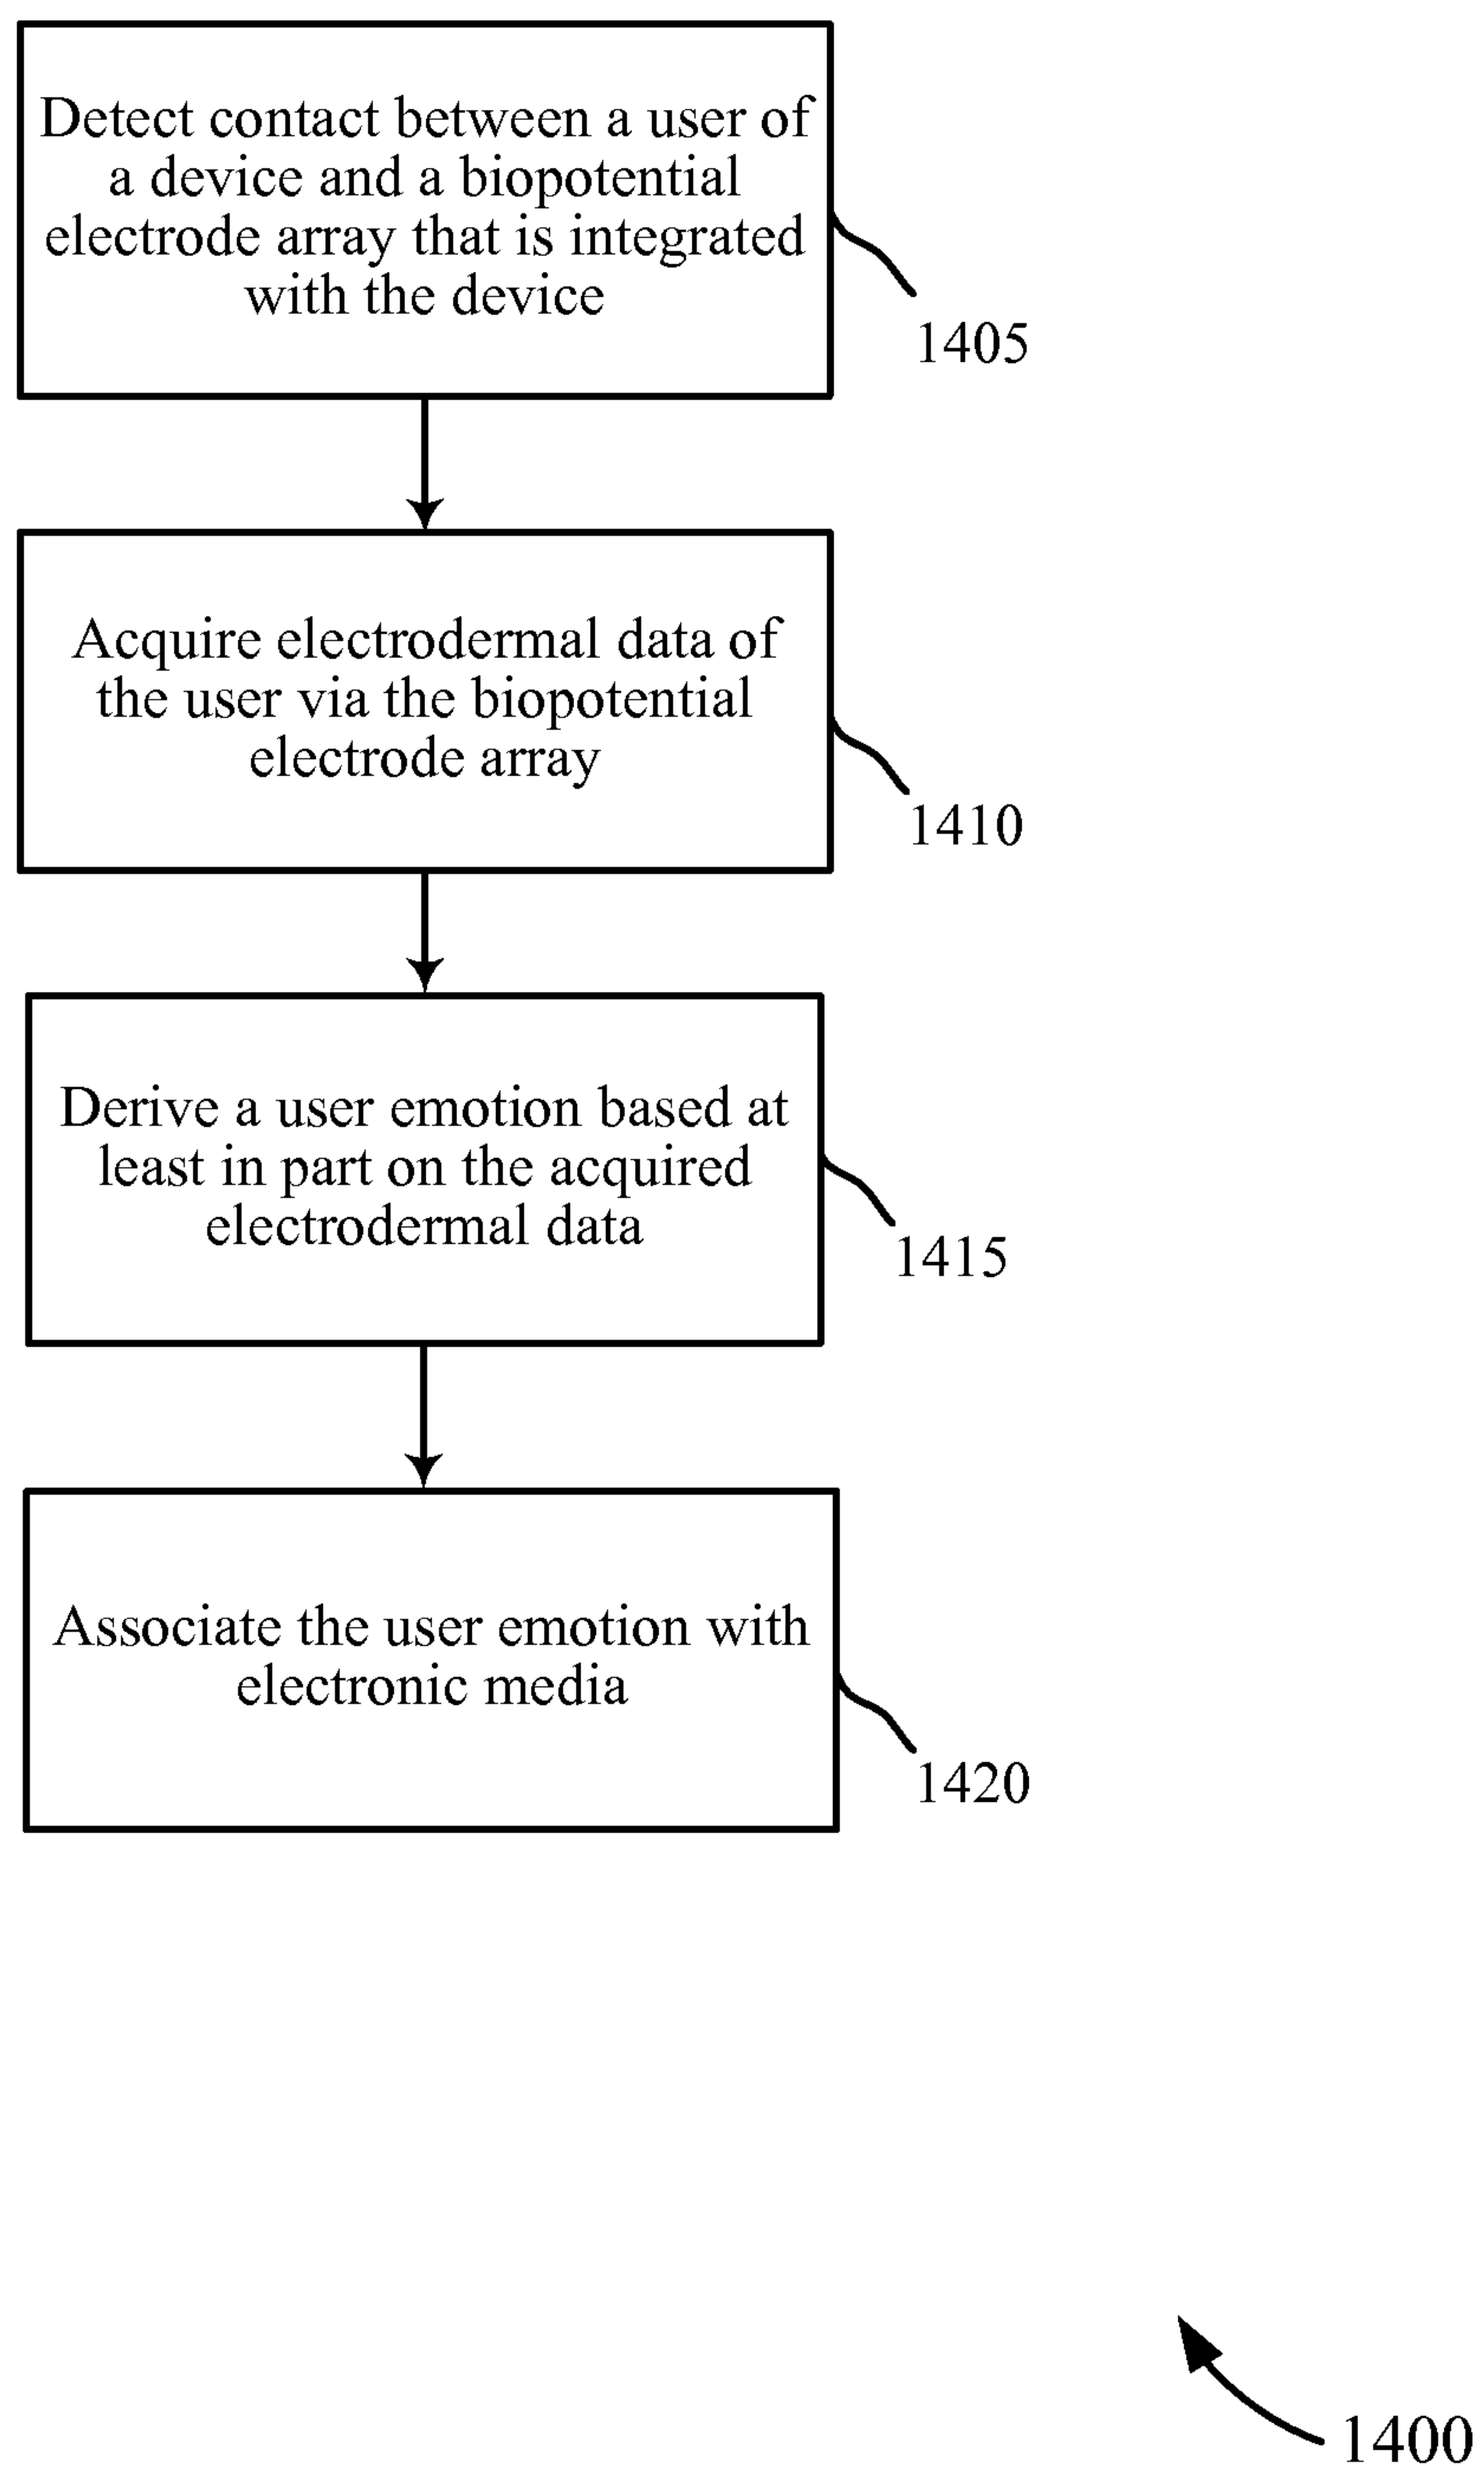 Detect contact between a user of
a device and a biopotential
electrode array that is integrated
with the device
1405
Acquire electrodermal data of
the user via the biopotential
electrode array
1410
Derive a user emotion based at
least in part on the acquired
electrodermal data
1415
Associate the user emotion with
electronic media
1420
1400